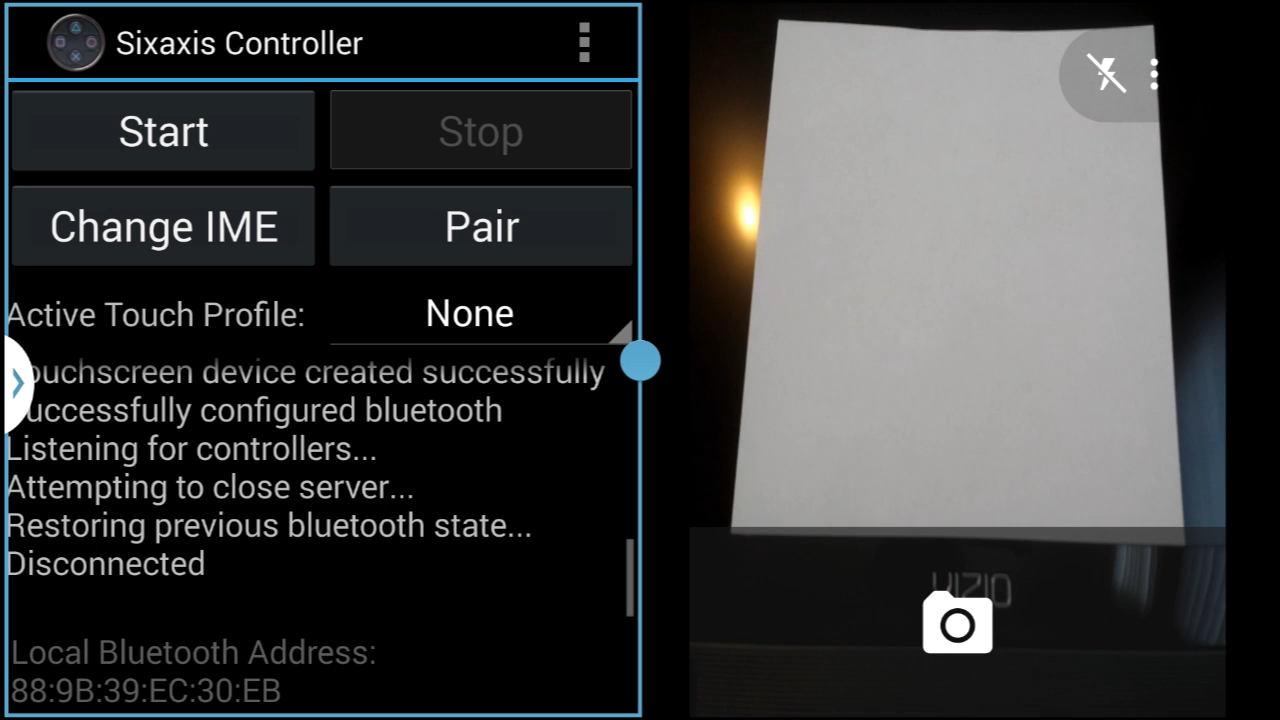 Sixaxis Controller
Start
Stop
Change IME
Pair
Active Touch Profile:
None
ouchscreen device created successfully
uccessfully configured bluetooth
Listening for controllers...
Attempting to close server...
Restoring previous bluetooth state...
Disconnected
Local Bluetooth Address:
88:9B:39:EC:30:EB
VIZIO